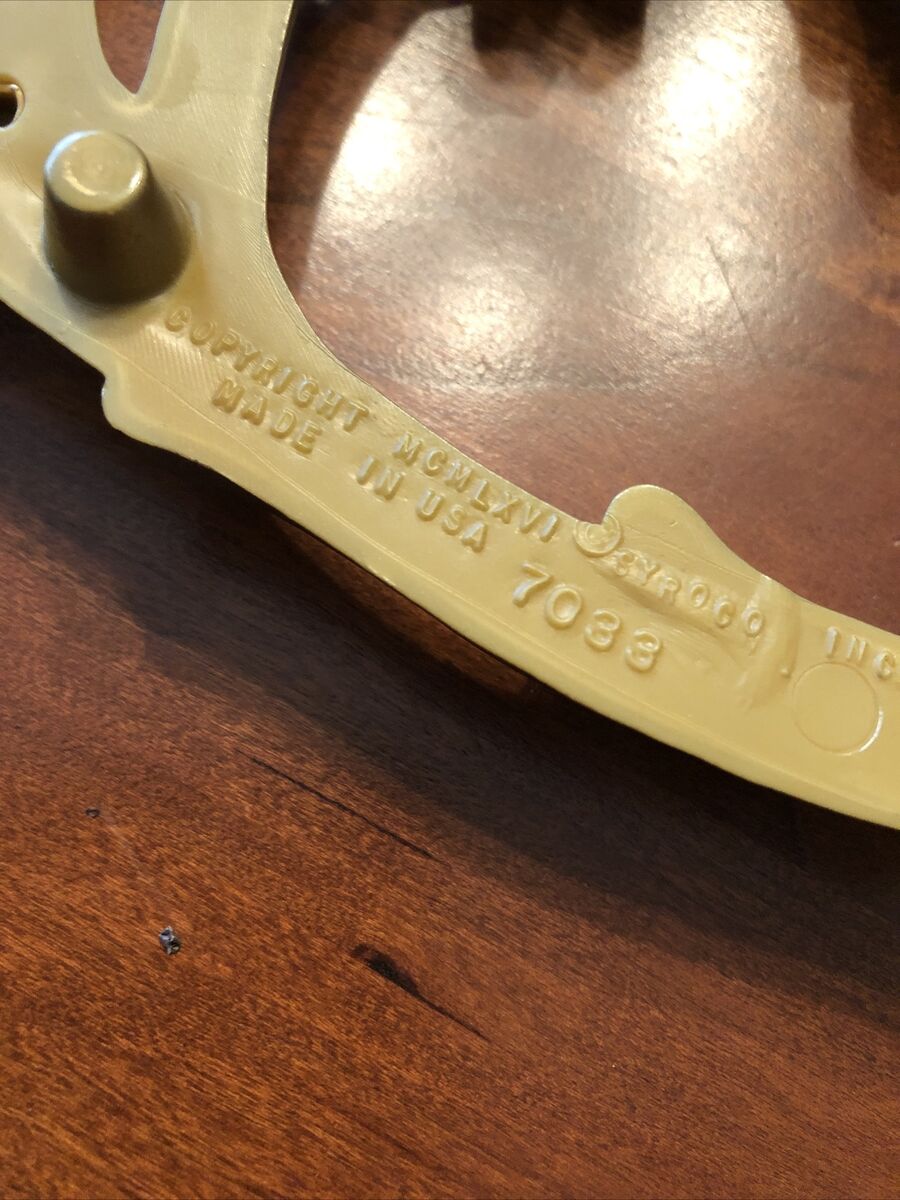 COPYRIGHT MCMLXVI © SYROCO, INC.
MADE IN USA 7033